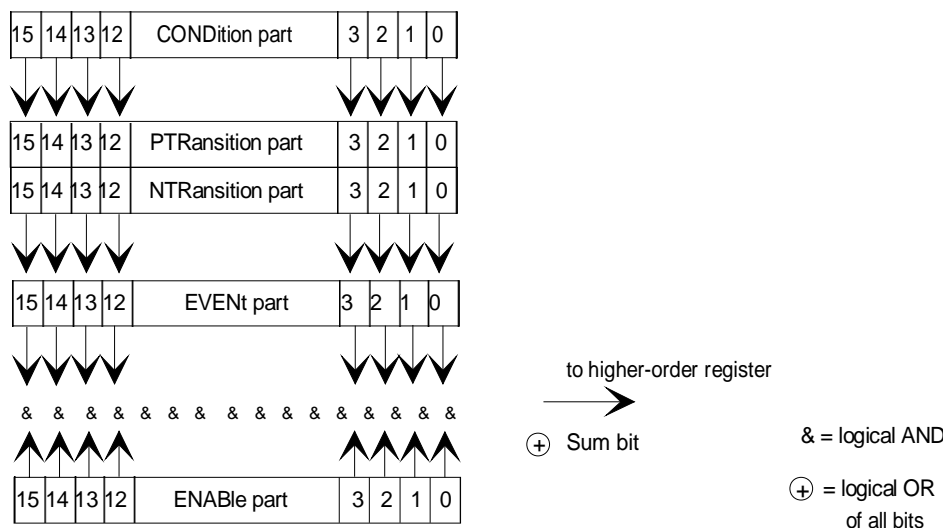 15 14 13 12 CONDition part 3 2 1 0
15 14 13 12 PTRansition part 3 2 1 0
15 14 13 12 NTRansition part 3 2 1 0
15 14 13 12 EVENt part 3 2 1 0
to higher-order register
& & & & & & & & & & & & & & & &
+ Sum bit
& = logical AND
15 14 13 12 ENABle part 3 2 1 0
+ = logical OR
of all bits